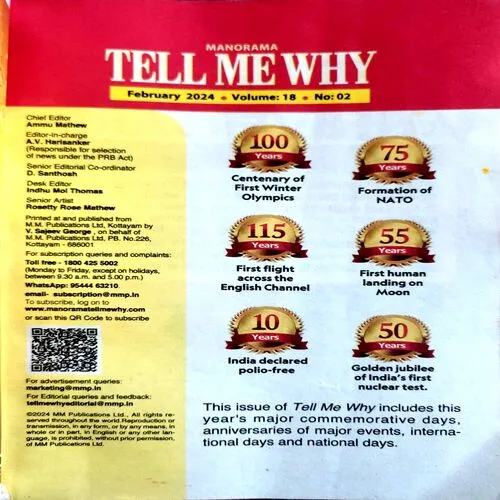 MANORAMA
TELL ME WHY
February 2024 • Volume: 18 • No: 02
Chief Editor
Ammu Mathew
Editor-in-charge
A.V. Harisanker
(Responsible for selection
of news under the PRB Act)
Senior Editorial Co-ordinator
D. Santhosh
Desk Editor
Indhu Mol Thomas
Senior Artist
Rosetty Rose Mathew
Printed at and published from
M.M. Publications Ltd, Kottayam by
V. Sajeev George , on behalf of
M.M. Publications Ltd, PB. No.226,
Kottayam - 686001
For subscription queries and complaints:
Toll free - 1800 425 5002
(Monday to Friday, except on holidays,
between 9.30 a.m. and 5.00 p.m.)
WhatsApp: 95444 63210
email- subscription@mmp.in
To subscribe, log on to
www.manoramatellmewhy.com
or scan this QR Code to subscribe
For advertisement queries:
marketing@mmp.in
For Editorial queries and feedback:
tellmewhyeditorial@mmp.in
©2024 MM Publications Ltd., All rights re-
served throughout the world Reproduction or
transmission, in any form, or by any means, in
whole or in part, in English or any other lan-
guage, is prohibited, without prior permission,
of MM Publications Ltd.
100
Years
Centenary of
First Winter
Olympics
75
Years
Formation of
NATO
115
Years
First flight
across the
English Channel
55
Years
First human
landing on
Moon
10
Years
India declared
polio-free
50
Years
Golden jubilee
of India's first
nuclear test.
This issue of Tell Me Why includes this
year's major commemorative days,
anniversaries of major events, interna-
tional days and national days.